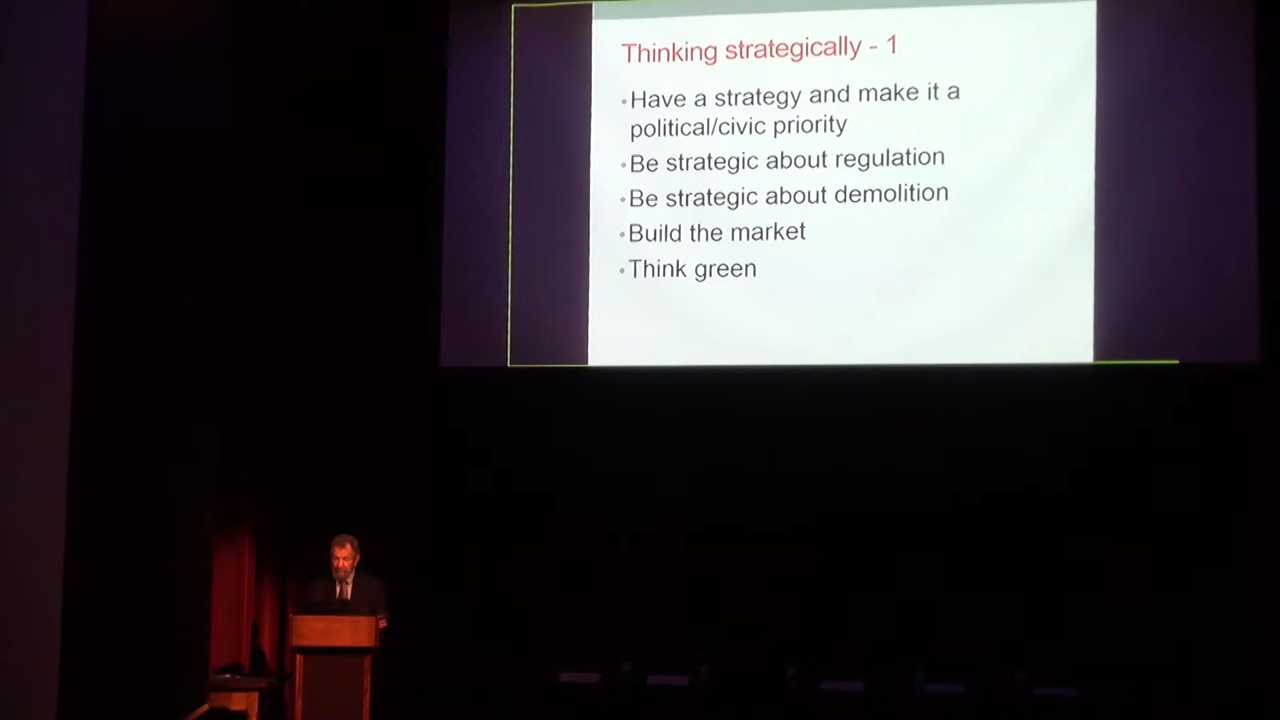 Thinking strategically - 1
•Have a strategy and make it a
political/civic priority
•Be strategic about regulation
•Be strategic about demolition
•Build the market
•Think green